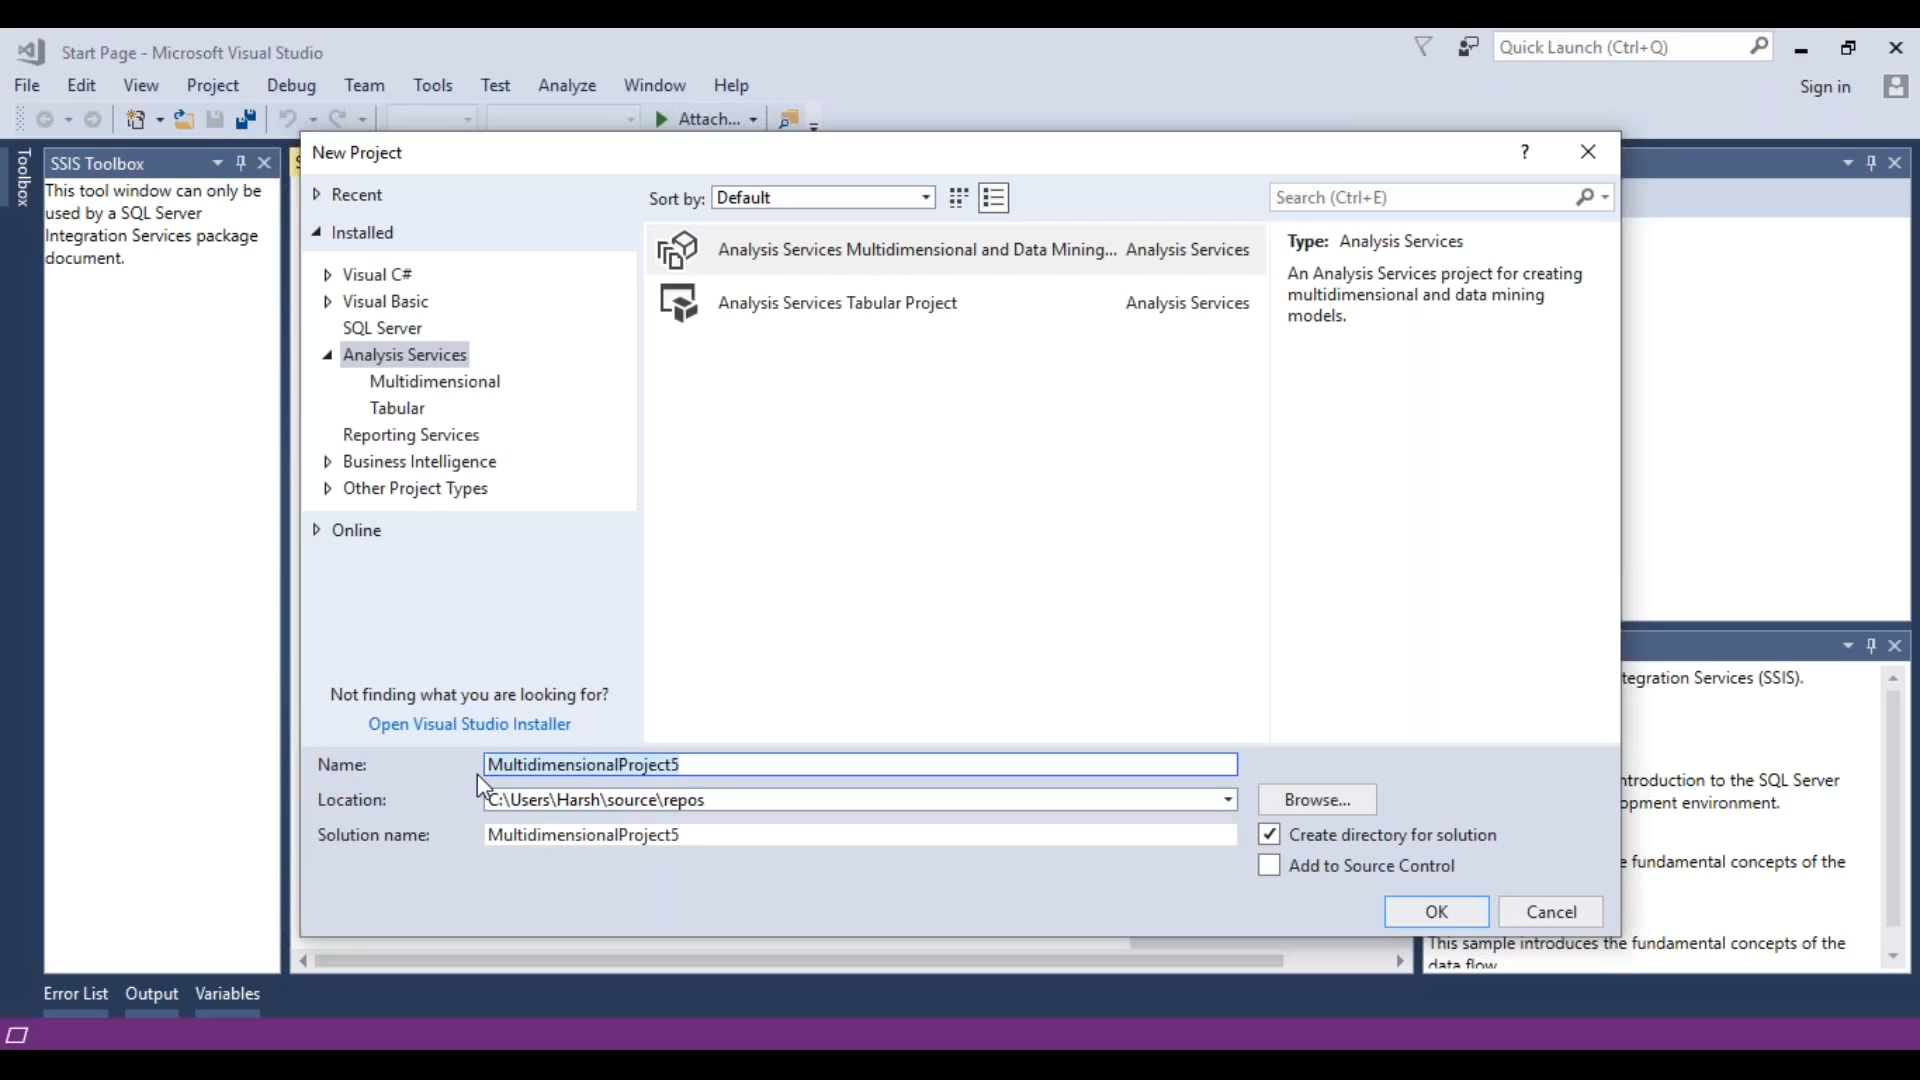 Start Page - Microsoft Visual Studio
Quick Launch (Ctrl+Q)
File Edit View Project Debug Team Tools Test Analyze Window Help
Sign in
Attach...
Toolbox
SSIS Toolbox
This tool window can only be
used by a SQL Server
Integration Services package
document.
New Project
?
Recent
Installed
Visual C#
Visual Basic
SQL Server
Analysis Services
Multidimensional
Tabular
Reporting Services
Business Intelligence
Other Project Types
Online
Not finding what you are looking for?
Open Visual Studio Installer
Sort by: Default
Search (Ctrl+E)
Analysis Services Multidimensional and Data Mining... Analysis Services
Analysis Services Tabular Project Analysis Services
Type: Analysis Services
An Analysis Services project for creating
multidimensional and data mining
models.
Name: MultidimensionalProject5
Location: C:\Users\Harsh\source\repos
Browse...
Solution name: MultidimensionalProject5
Create directory for solution
Add to Source Control
OK Cancel
tegration Services (SSIS).
ntroduction to the SQL Server
opment environment.
e fundamental concepts of the
This sample introduces the fundamental concepts of the
data flow
Error List Output Variables